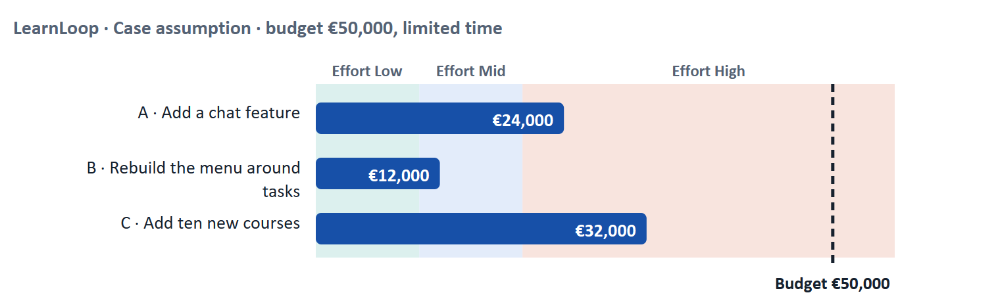 LearnLoop · Case assumption · budget €50,000, limited time
Effort Low
Effort Mid
Effort High
A · Add a chat feature
€24,000
B · Rebuild the menu around
tasks
€12,000
C · Add ten new courses
€32,000
Budget €50,000